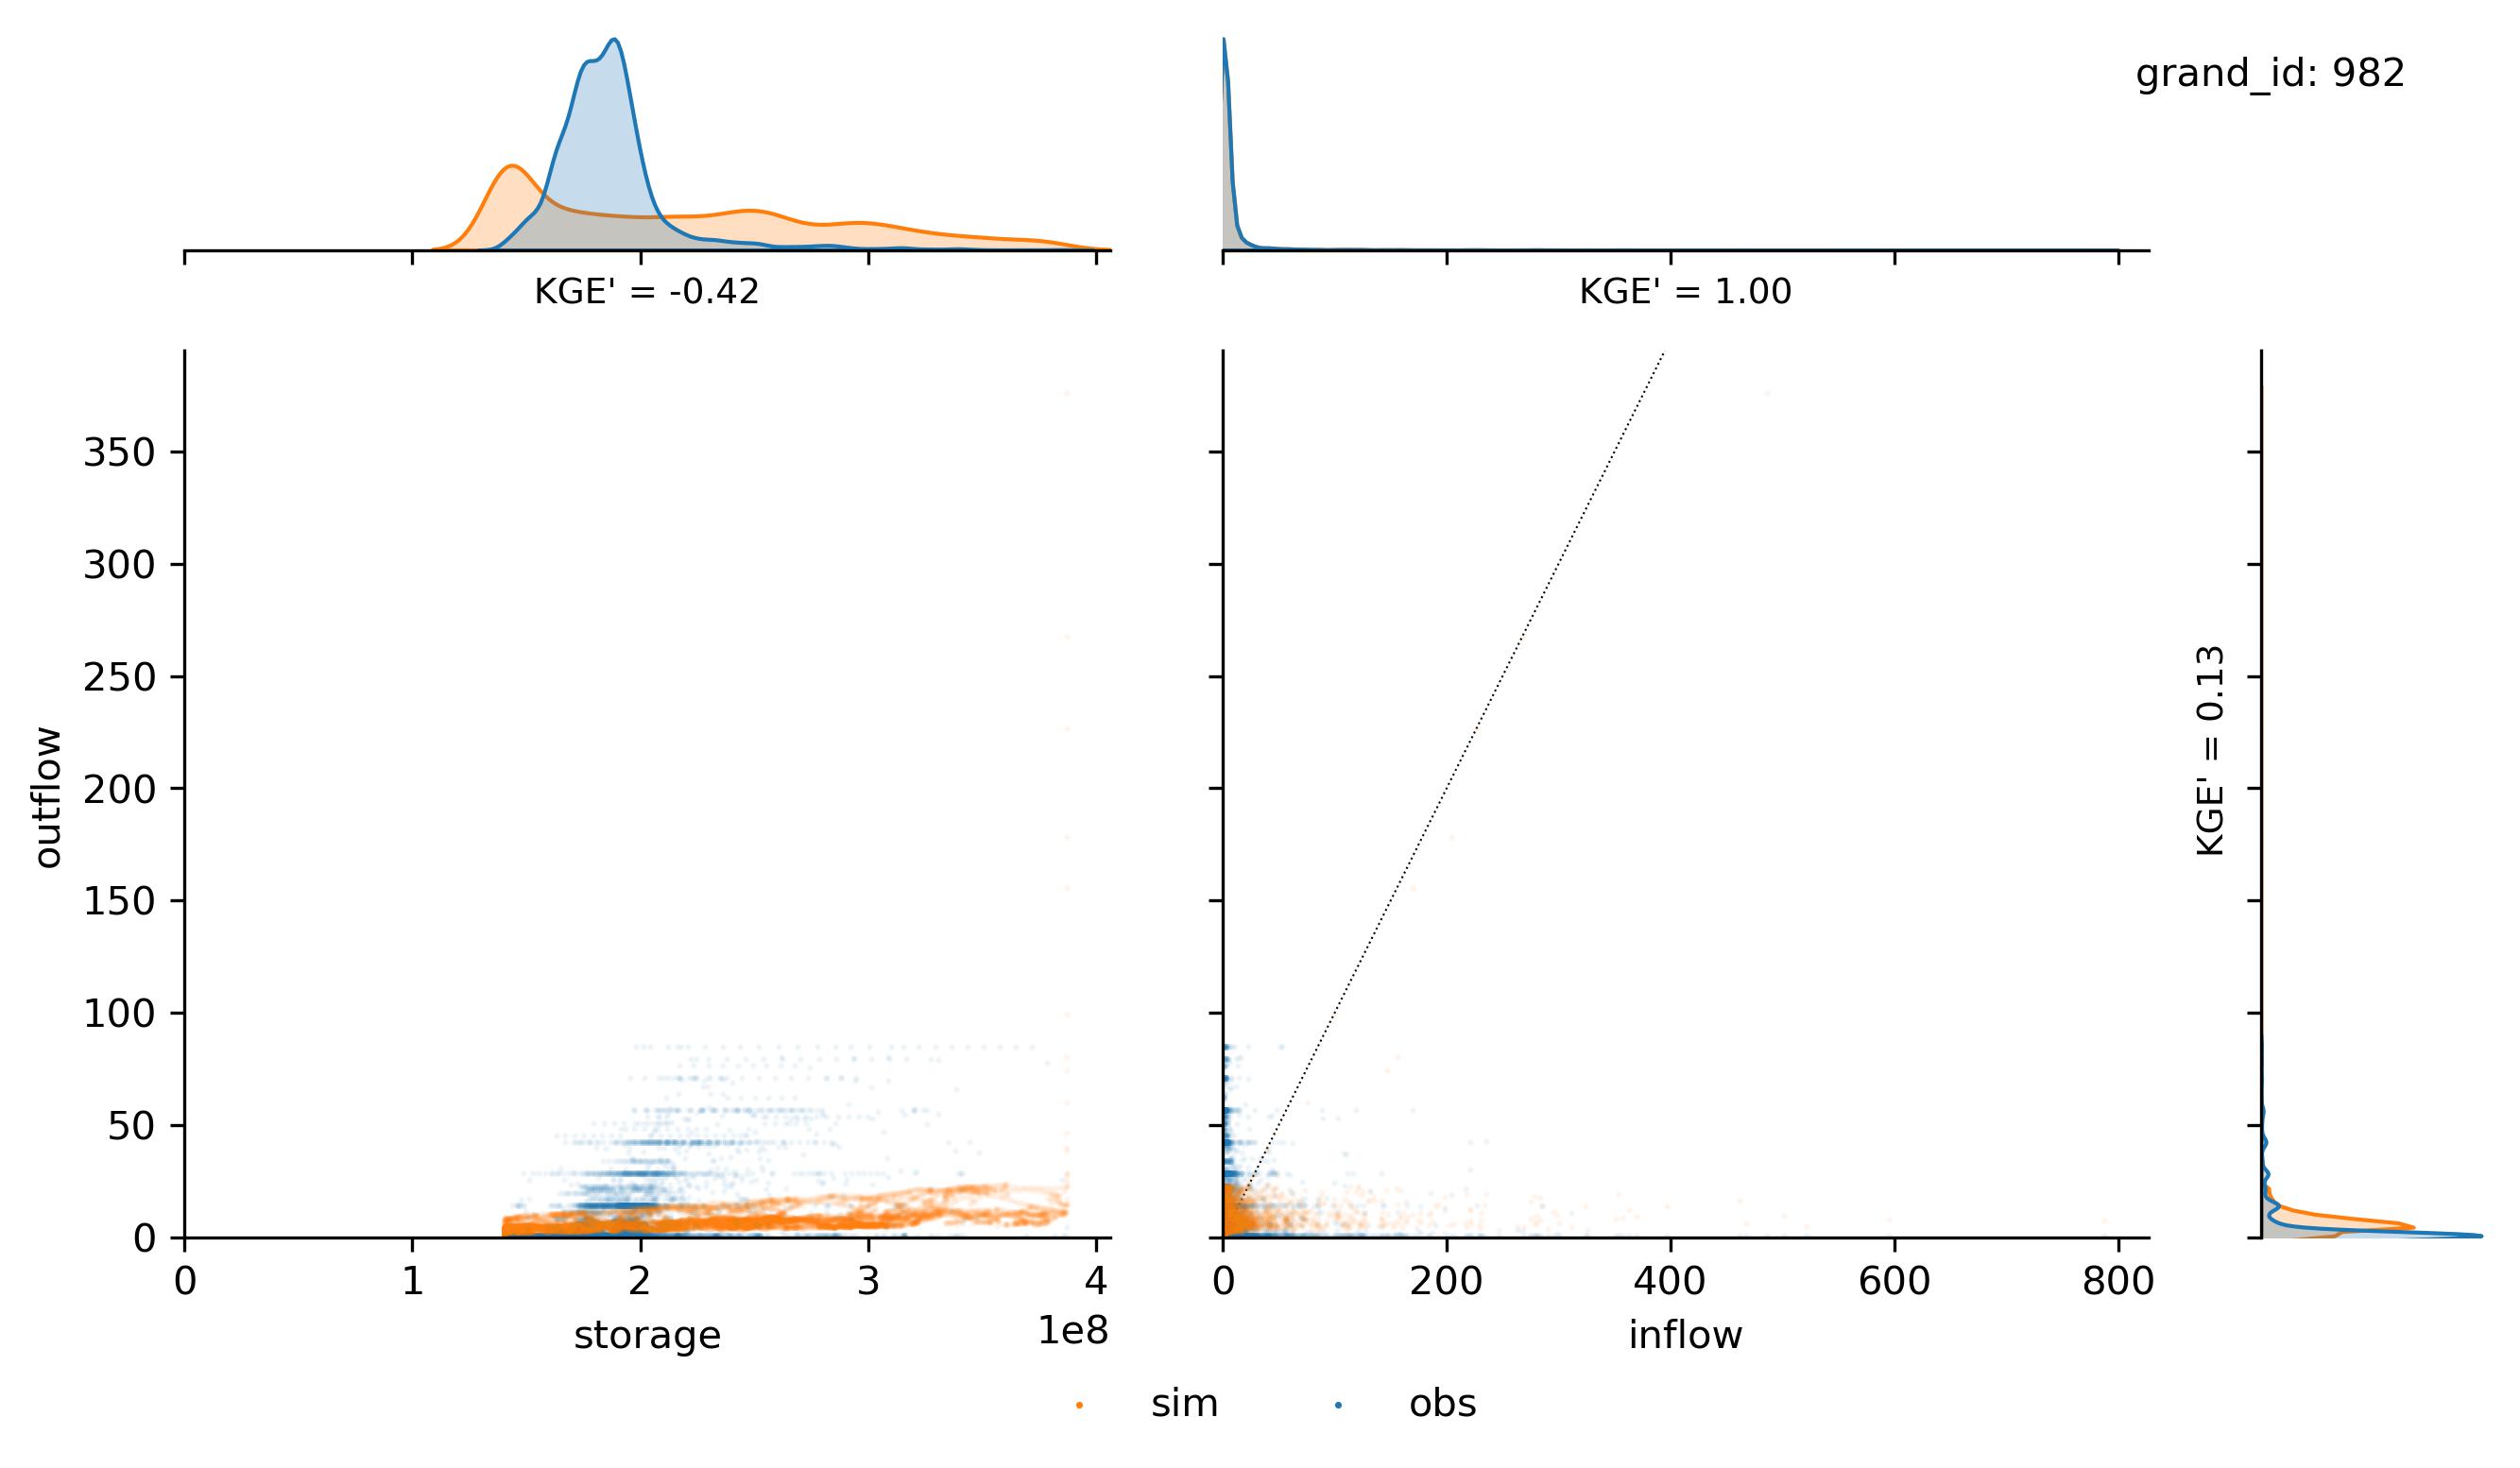 grand_id: 982
KGE' = -0.42
KGE' = 1.00
outflow
350
300
250
200
150
100
50
0
KGE' = 0.13
0 1 2 3 4
1e8
storage
0 200 400 600 800
inflow
sim obs